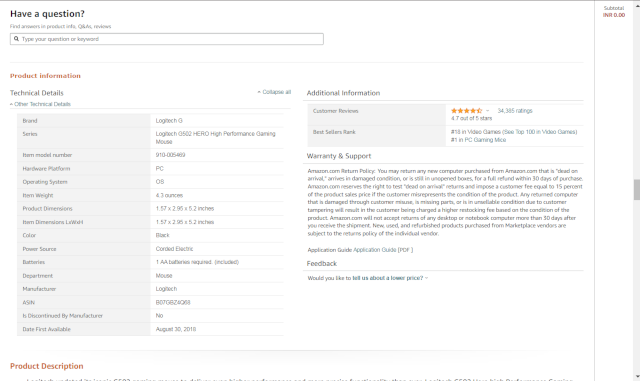 Have a question?
Find answers in product info, Q&As, reviews
Type your question or keyword
Subtotal
INR 0.00
Product information
Technical Details
Collapse all
Other Technical Details
Brand Logitech G
Series Logitech G502 HERO High Performance Gaming
Mouse
Item model number 910-005469
Hardware Platform PC
Operating System OS
Item Weight 4.3 ounces
Product Dimensions 1.57 x 2.95 x 5.2 inches
Item Dimensions LxWxH 1.57 x 2.95 x 5.2 inches
Color Black
Power Source Corded Electric
Batteries 1 AA batteries required. (included)
Department Mouse
Manufacturer Logitech
ASIN B07GBZ4Q68
Is Discontinued By Manufacturer No
Date First Available August 30, 2018
Additional Information
Customer Reviews 34,385 ratings
4.7 out of 5 stars
Best Sellers Rank #18 in Video Games (See Top 100 in Video Games)
#1 in PC Gaming Mice
Warranty & Support
Amazon.com Return Policy: You may return any new computer purchased from Amazon.com that is "dead on
arrival," arrives in damaged condition, or is still in unopened boxes, for a full refund within 30 days of purchase.
Amazon.com reserves the right to test "dead on arrival" returns and impose a customer fee equal to 15 percent
of the product sales price if the customer misrepresents the condition of the product. Any returned computer
that is damaged through customer misuse, is missing parts, or is in unsellable condition due to customer
tampering will result in the customer being charged a higher restocking fee based on the condition of the
product. Amazon.com will not accept returns of any desktop or notebook computer more than 30 days after
you receive the shipment. New, used, and refurbished products purchased from Marketplace vendors are
subject to the returns policy of the individual vendor.
Application Guide Application Guide [PDF ]
Feedback
Would you like to tell us about a lower price?
Product Description